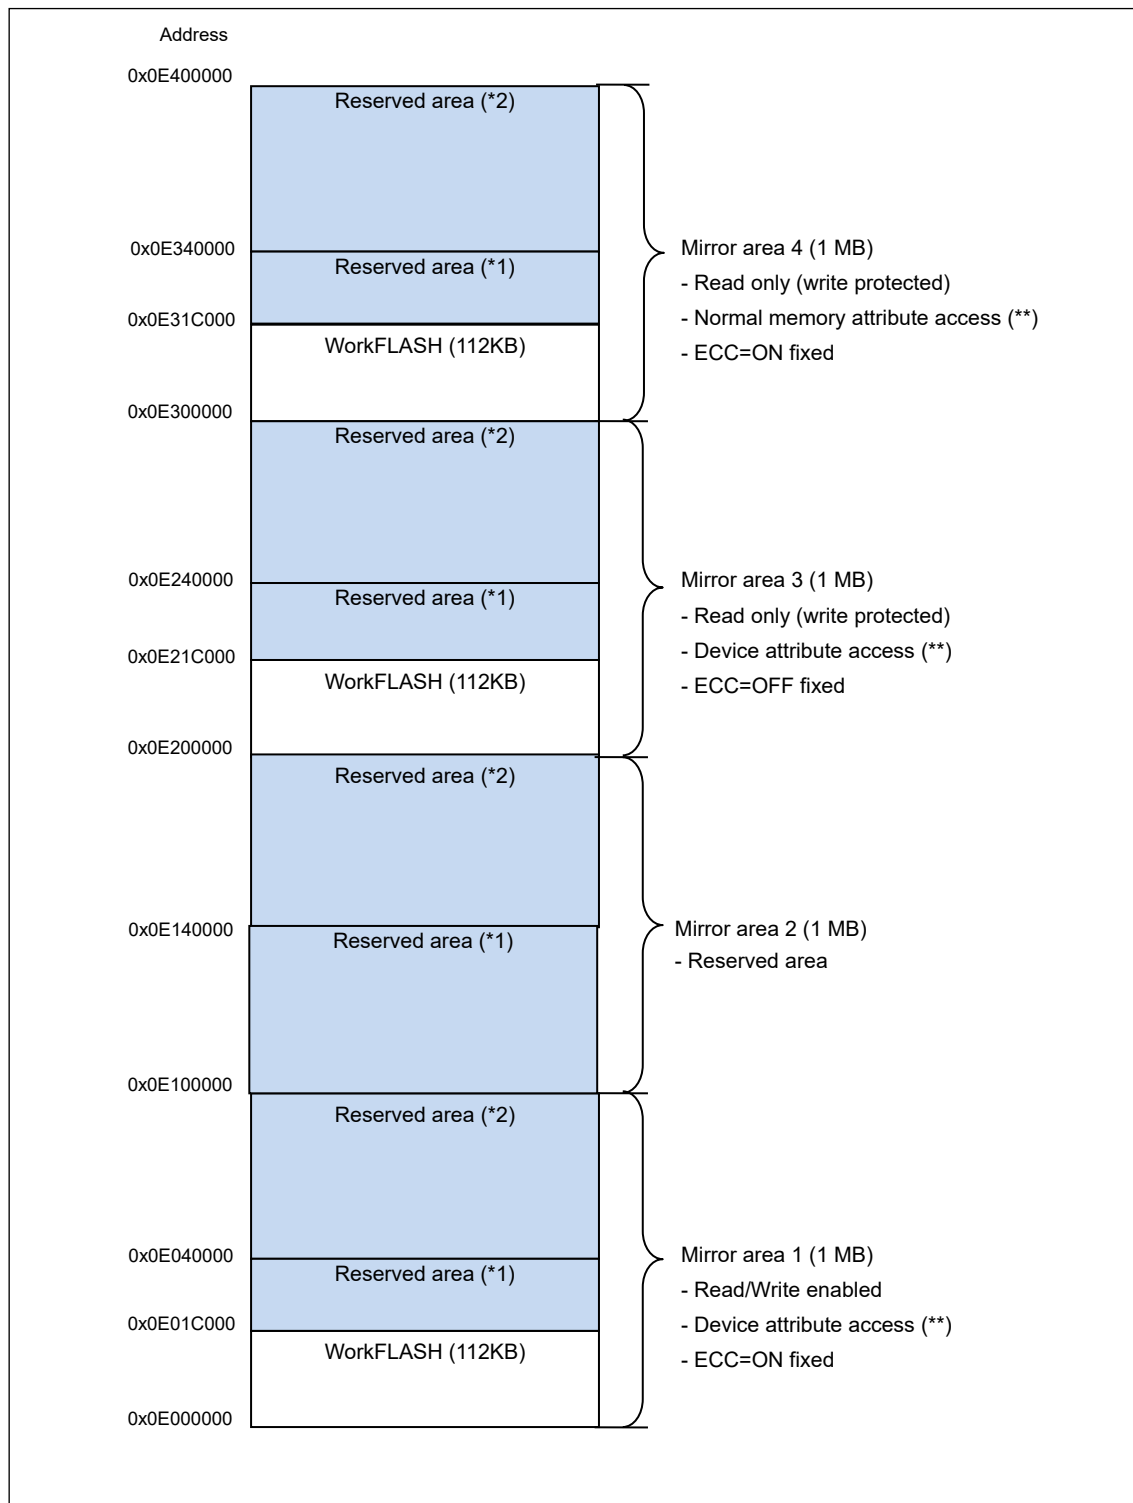 Address
0x0E400000
Reserved area (*2)
0x0E340000
Reserved area (*1)
0x0E31C000
WorkFLASH (112KB)
0x0E300000
Mirror area 4 (1 MB)
- Read only (write protected)
- Normal memory attribute access (**)
- ECC=ON fixed
Reserved area (*2)
0x0E240000
Reserved area (*1)
0x0E21C000
WorkFLASH (112KB)
0x0E200000
Mirror area 3 (1 MB)
- Read only (write protected)
- Device attribute access (**)
- ECC=OFF fixed
Reserved area (*2)
0x0E140000
Reserved area (*1)
0x0E100000
Mirror area 2 (1 MB)
- Reserved area
Reserved area (*2)
0x0E040000
Reserved area (*1)
0x0E01C000
WorkFLASH (112KB)
0x0E000000
Mirror area 1 (1 MB)
- Read/Write enabled
- Device attribute access (**)
- ECC=ON fixed